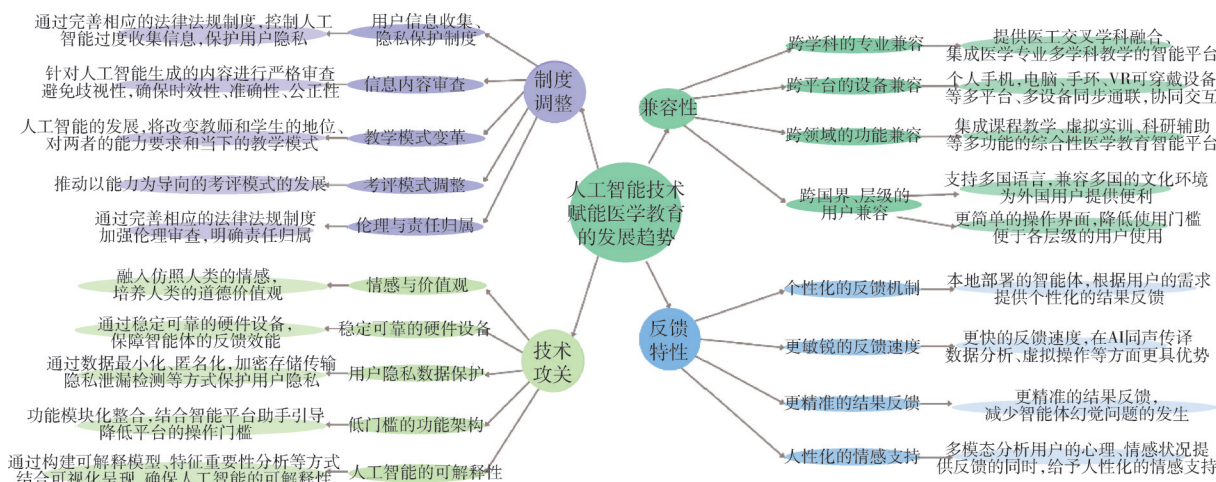 人工智能技术
赋能医学教育
的发展趋势
制度
调整
用户信息收集、
隐私保护制度
通过完善相应的法律法规制度,控制人工
智能过度收集信息,保护用户隐私
信息内容审查
针对人工智能生成的内容进行严格审查
避免歧视性,确保时效性、准确性、公正性
教学模式变革
人工智能的发展,将改变教师和学生的地位、
对两者的能力要求和当下的教学模式
考评模式调整
推动以能力为导向的考评模式的发展
伦理与责任归属
通过完善相应的法律法规制度
加强伦理审查,明确责任归属
兼容性
跨学科的专业兼容
提供医工交叉学科融合、
集成医学专业多学科教学的智能平台
跨平台的设备兼容
个人手机,电脑、手环、VR可穿戴设备
等多平台、多设备同步通联,协同交互
跨领域的功能兼容
集成课程教学、虚拟实训、科研辅助
等多功能的综合性医学教育智能平台
跨国界、层级的
用户兼容
支持多国语言,兼容多国的文化环境
为外国用户提供便利
更简单的操作界面,降低使用门槛
便于各层级的用户使用
技术
攻关
情感与价值观
融入仿照人类的情感,
培养人类的道德价值观
稳定可靠的硬件设备
通过稳定可靠的硬件设备,
保障智能体的反馈效能
用户隐私数据保护
通过数据最小化、匿名化,加密存储传输
隐私泄漏检测等方式保护用户隐私
低门槛的功能架构
功能模块化整合,结合智能平台助手引导
降低平台的操作门槛
人工智能的可解释性
通过构建可解释模型、特征重要性分析等方式
结合可视化呈现,确保人工智能的可解释性
反馈
特性
个性化的反馈机制
本地部署的智能体,根据用户的需求
提供个性化的结果反馈
更敏锐的反馈速度
更快的反馈速度,在AI同声传译
数据分析、虚拟操作等方面更具优势
更精准的结果反馈
更精准的结果反馈,
减少智能体幻觉问题的发生
人性化的情感支持
多模态分析用户的心理、情感状况提
供反馈的同时,给予人性化的情感支持